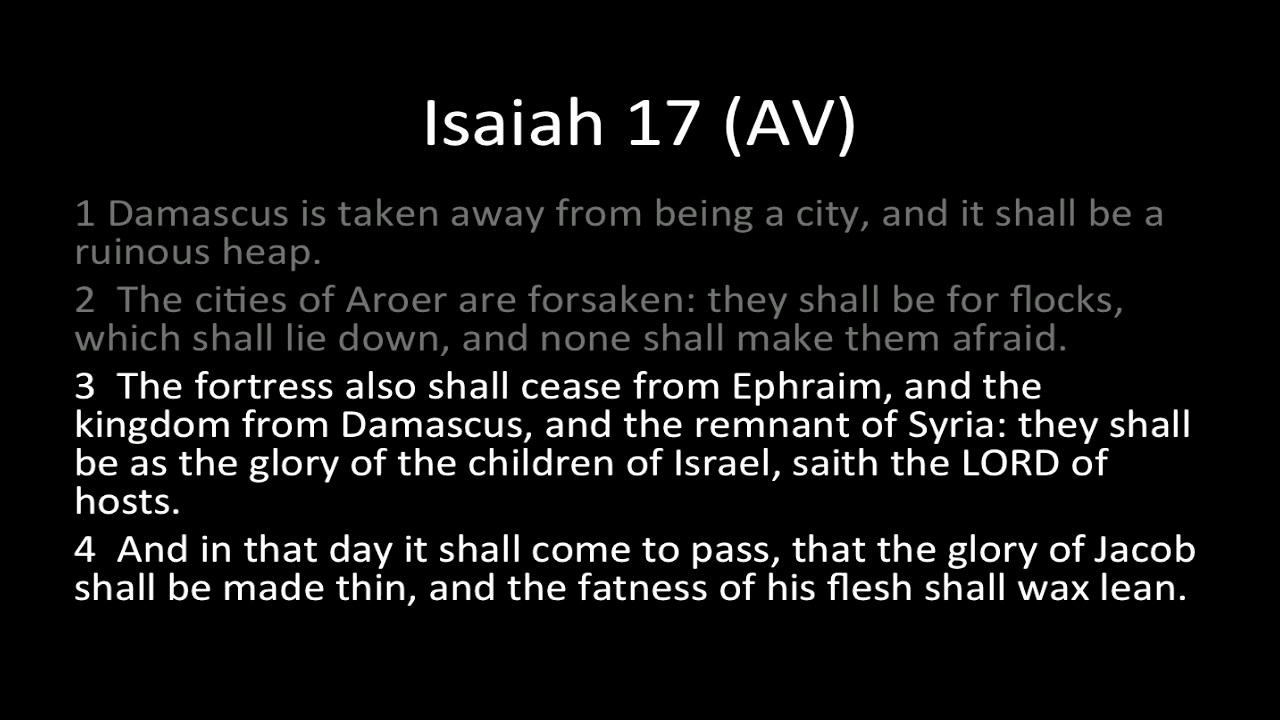 Isaiah 17 (AV)
1 Damascus is taken away from being a city, and it shall be a
ruinous heap.
2  The cities of Aroer are forsaken: they shall be for flocks,
which shall lie down, and none shall make them afraid.
3  The fortress also shall cease from Ephraim, and the
kingdom from Damascus, and the remnant of Syria: they shall
be as the glory of the children of Israel, saith the LORD of
hosts.
4  And in that day it shall come to pass, that the glory of Jacob
shall be made thin, and the fatness of his flesh shall wax lean.